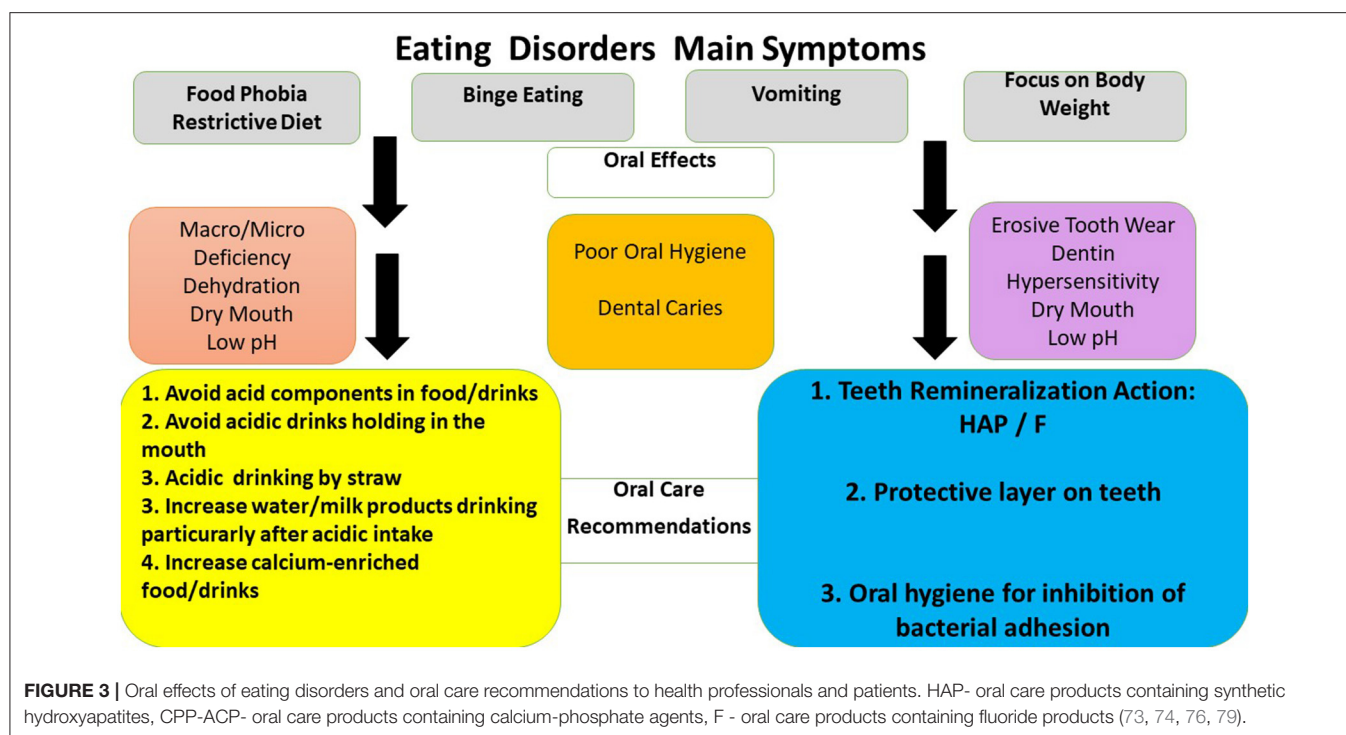 Eating Disorders Main Symptoms
Food Phobia
Restrictive Diet
Binge Eating
Vomiting
Focus on Body
Weight
Oral Effects
Macro/Micro
Deficiency
Dehydration
Dry Mouth
Low pH
Poor Oral Hygiene
Dental Caries
Erosive Tooth Wear
Dentin
Hypersensitivity
Dry Mouth
Low pH
1. Avoid acid components in food/drinks
2. Avoid acidic drinks holding in the
mouth
3. Acidic drinking by straw
3. Increase water/milk products drinking
particurarly after acidic intake
4. Increase calcium-enriched
food/drinks
Oral Care
Recommendations
1. Teeth Remineralization Action:
HAP / F
2. Protective layer on teeth
3. Oral hygiene for inhibition of
bacterial adhesion
FIGURE 3 | Oral effects of eating disorders and oral care recommendations to health professionals and patients. HAP- oral care products containing synthetic
hydroxyapatites, CPP-ACP- oral care products containing calcium-phosphate agents, F - oral care products containing fluoride products (73, 74, 76, 79).